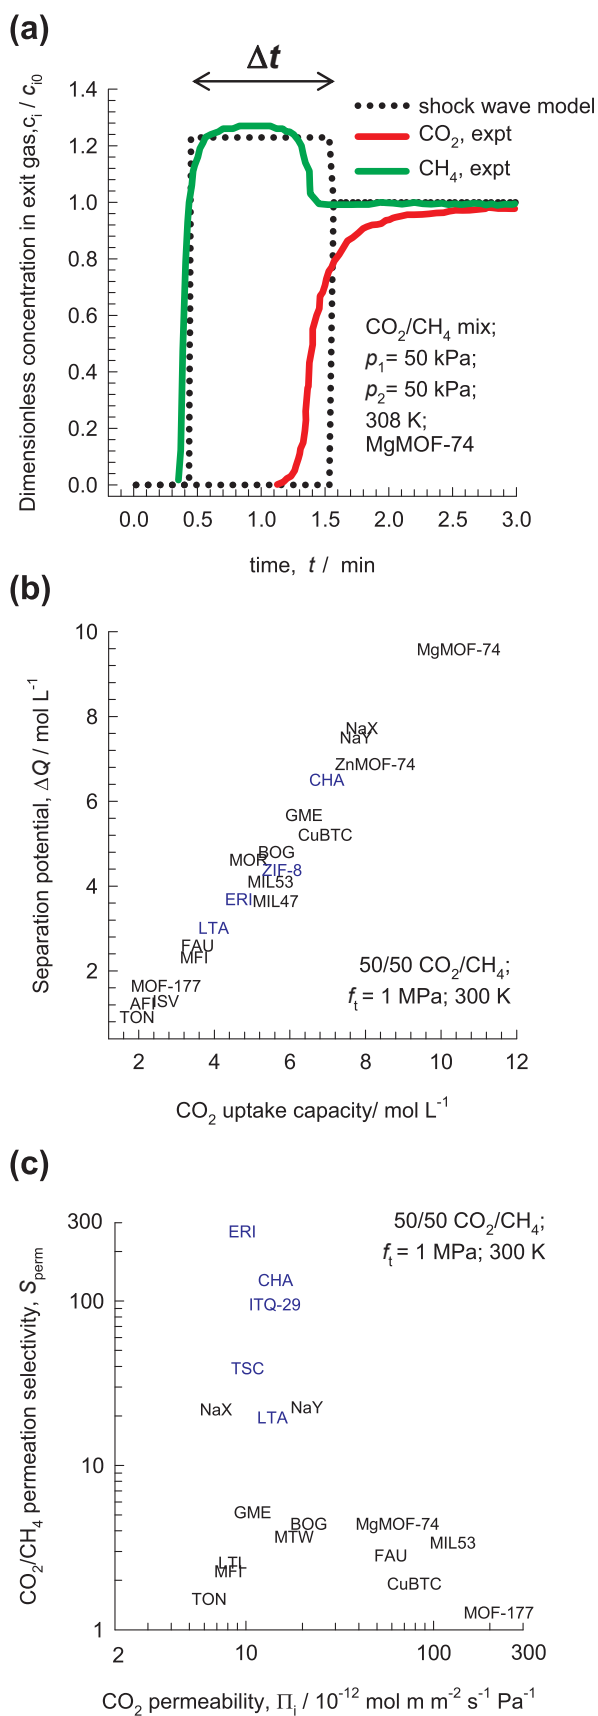 (a)
Δt
1.4
1.2
1.0
0.8
0.6
0.4
0.2
0.0
Dimensionless concentration in exit gas,c_i / c_i0
shock wave model
CO₂, expt
CH₄, expt
CO₂/CH₄ mix;
p₁= 50 kPa;
p₂= 50 kPa;
308 K;
MgMOF-74
0.0 0.5 1.0 1.5 2.0 2.5 3.0
time, t / min
(b)
10
8
6
4
2
Separation potential, ΔQ / mol L⁻¹
MgMOF-74
NaX
NaY
ZnMOF-74
CHA
GME
CuBTC
BOG
MOR
ZIF-8
MIL53
ERI
MIL47
LTA
FAU
MFI
MOF-177
AFI
ISV
TON
50/50 CO₂/CH₄;
fₜ = 1 MPa; 300 K
2 4 6 8 10 12
CO₂ uptake capacity/ mol L⁻¹
(c)
300
100
10
1
CO₂/CH₄ permeation selectivity, S_perm
50/50 CO₂/CH₄;
fₜ = 1 MPa; 300 K
ERI
CHA
ITQ-29
TSC
NaX
NaY
LTA
GME
BOG
MTW
MgMOF-74
MIL53
FAU
LTL
MFI
CuBTC
TON
MOF-177
2 10 100 300
CO₂ permeability, Πᵢ / 10⁻¹² mol m m⁻² s⁻¹ Pa⁻¹